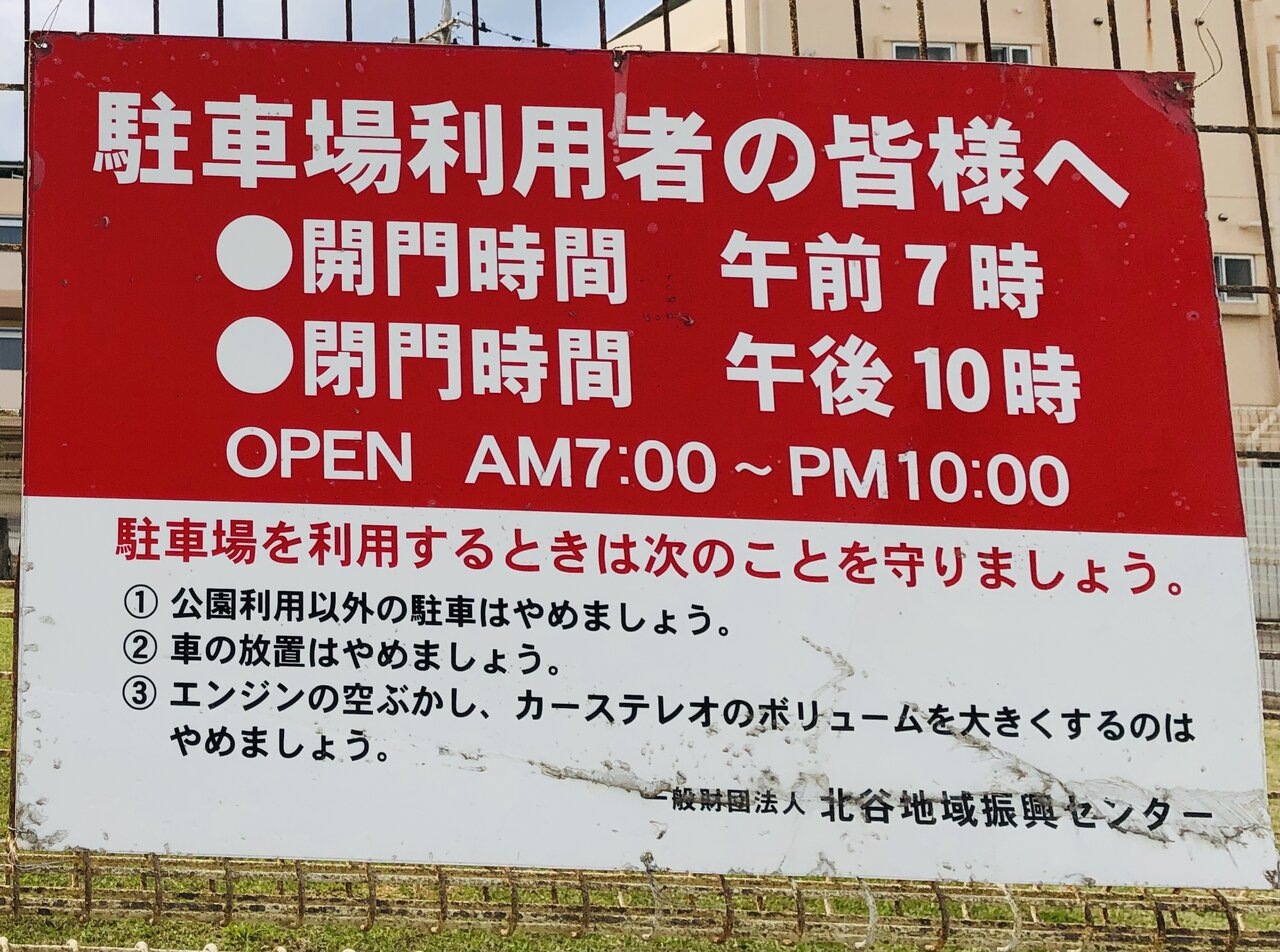 駐車場利用者の皆様へ
●開門時間　午前7時
●閉門時間　午後10時
OPEN AM7:00～PM10:00
駐車場を利用するときは次のことを守りましょう。
① 公園利用以外の駐車はやめましょう。
② 車の放置はやめましょう。
③ エンジンの空ぶかし、カーステレオのボリュームを大きくするのは
やめましょう。
一般財団法人 北谷地域振興センター